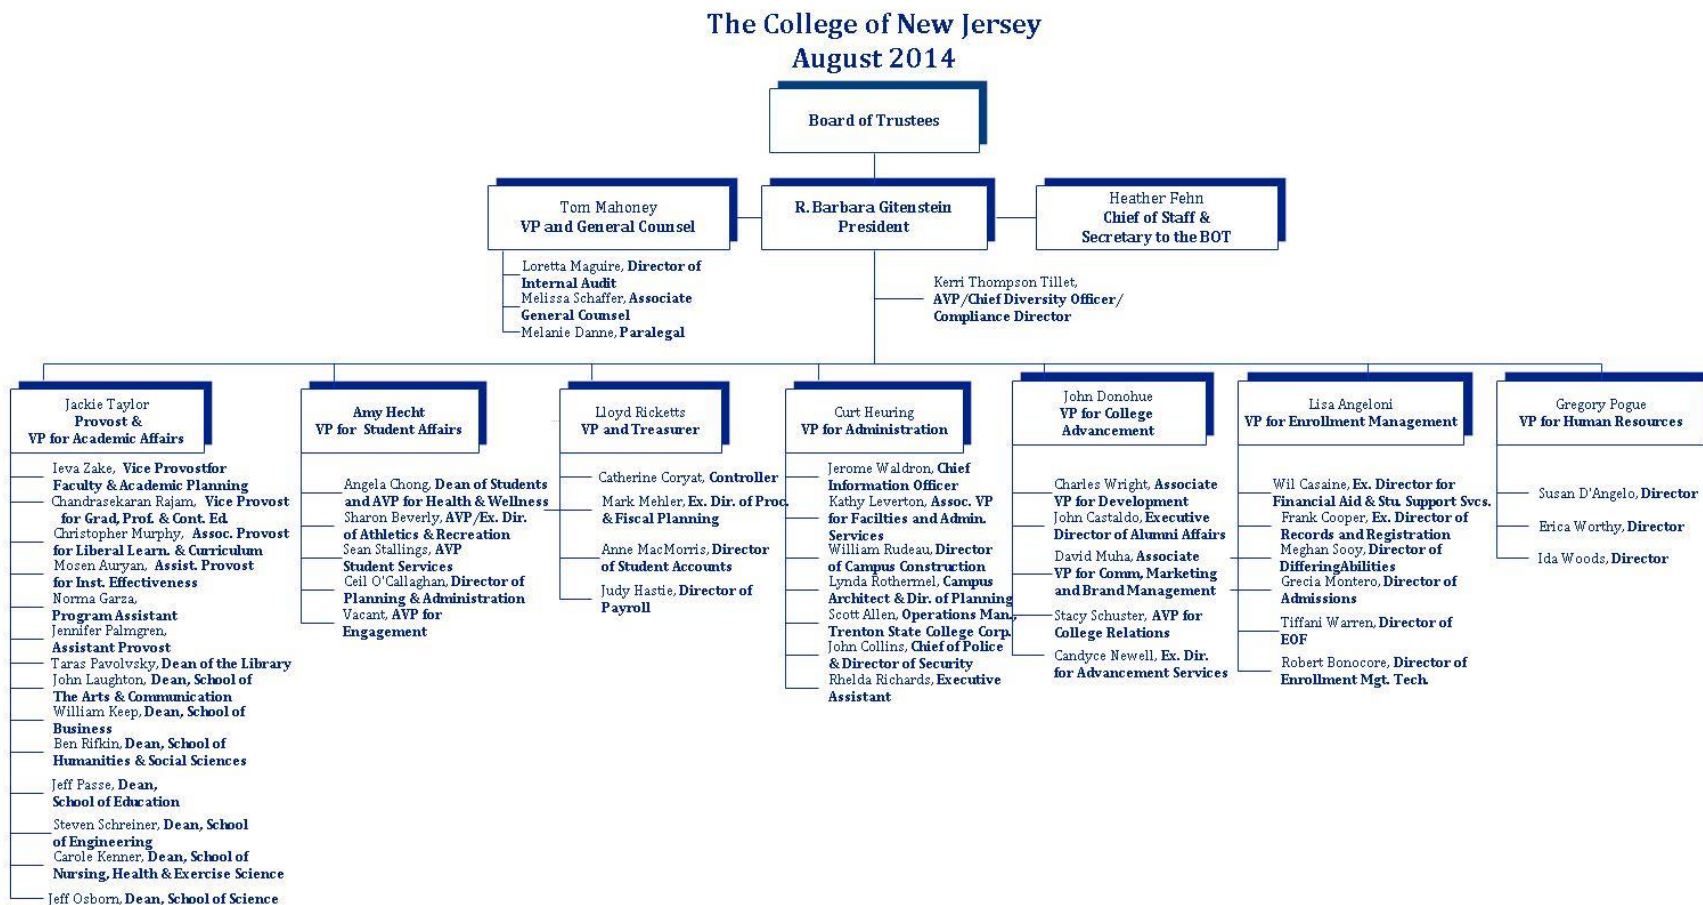 The College of New Jersey
August 2014
Board of Trustees
Tom Mahoney
VP and General Counsel
R. Barbara Gitenstein
President
Heather Fehn
Chief of Staff &
Secretary to the BOT
Loretta Maguire, Director of
Internal Audit
Melissa Schaffer, Associate
General Counsel
Melanie Danne, Paralegal
Kerri Thompson Tillet,
AVP/Chief Diversity Officer/
Compliance Director
Jackie Taylor
Provost &
VP for Academic Affairs
Ieva Zake, Vice Provostfor
Faculty & Academic Planning
Chandrasekaran Rajam, Vice Provost
for Grad, Prof. & Cont. Ed.
Christopher Murphy, Assoc. Provost
for Liberal Learn. & Curriculum
Mosen Auryan, Assist. Provost
for Inst. Effectiveness
Norma Garza,
Program Assistant
Jennifer Palmgren,
Assistant Provost
Taras Pavolvsky, Dean of the Library
John Laughton, Dean, School of
The Arts & Communication
William Keep, Dean, School of
Business
Ben Rifkin, Dean, School of
Humanities & Social Sciences
Jeff Passe, Dean,
School of Education
Steven Schreiner, Dean, School
of Engineering
Carole Kenner, Dean, School of
Nursing, Health & Exercise Science
Jeff Osborn, Dean, School of Science
Amy Hecht
VP for Student Affairs
Angela Chong, Dean of Students
and AVP for Health & Wellness
Sharon Beverly, AVP/Ex. Dir.
of Athletics & Recreation
Sean Stallings, AVP
Student Services
Ceil O'Callaghan, Director of
Planning & Administration
Vacant, AVP for
Engagement
Lloyd Ricketts
VP and Treasurer
Catherine Coryat, Controller
Mark Mehler, Ex. Dir. of Proc.
& Fiscal Planning
Anne MacMorris, Director
of Student Accounts
Judy Hastie, Director of
Payroll
Curt Heuring
VP for Administration
Jerome Waldron, Chief
Information Officer
Kathy Leverton, Assoc. VP
for Facilties and Admin.
Services
William Rudeau, Director
of Campus Construction
Lynda Rothermel, Campus
Architect & Dir. of Planning
Scott Allen, Operations Man.,
Trenton State College Corp.
John Collins, Chief of Police
& Director of Security
Rhelda Richards, Executive
Assistant
John Donohue
VP for College
Advancement
Charles Wright, Associate
VP for Development
John Castaldo, Executive
Director of Alumni Affairs
David Muha, Associate
VP for Comm, Marketing
and Brand Management
Stacy Schuster, AVP for
College Relations
Candyce Newell, Ex. Dir.
for Advancement Services
Lisa Angeloni
VP for Enrollment Management
Wil Casaine, Ex. Director for
Financial Aid & Stu. Support Svcs.
Frank Cooper, Ex. Director of
Records and Registration
Meghan Sooy, Director of
DifferingAbilities
Grecia Montero, Director of
Admissions
Tiffani Warren, Director of
EOF
Robert Bonocore, Director of
Enrollment Mgt. Tech.
Gregory Pogue
VP for Human Resources
Susan D'Angelo, Director
Erica Worthy, Director
Ida Woods, Director